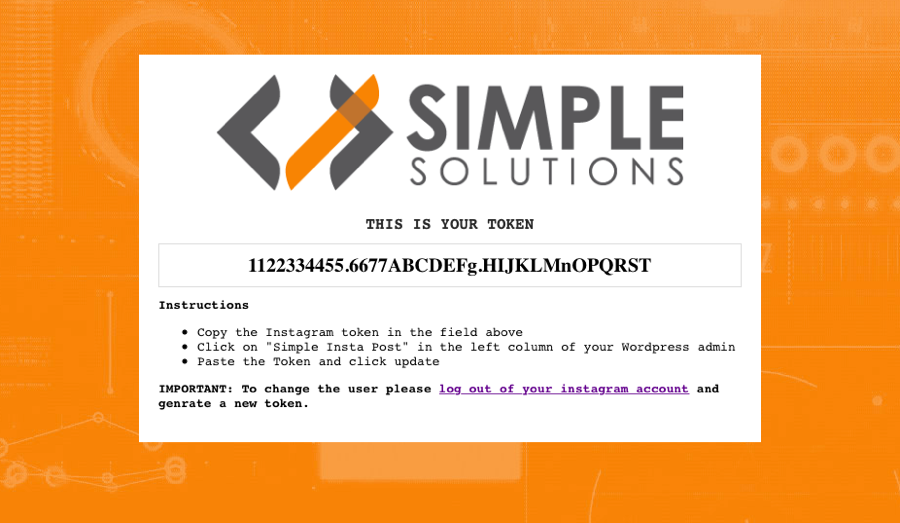 SIMPLE
SOLUTIONS
THIS IS YOUR TOKEN
1122334455.6677ABCDEFg.HIJKLMnOPQRST
Instructions
Copy the Instagram token in the field above
Click on "Simple Insta Post" in the left column of your Wordpress admin
Paste the Token and click update
IMPORTANT: To change the user please log out of your instagram account and
genrate a new token.